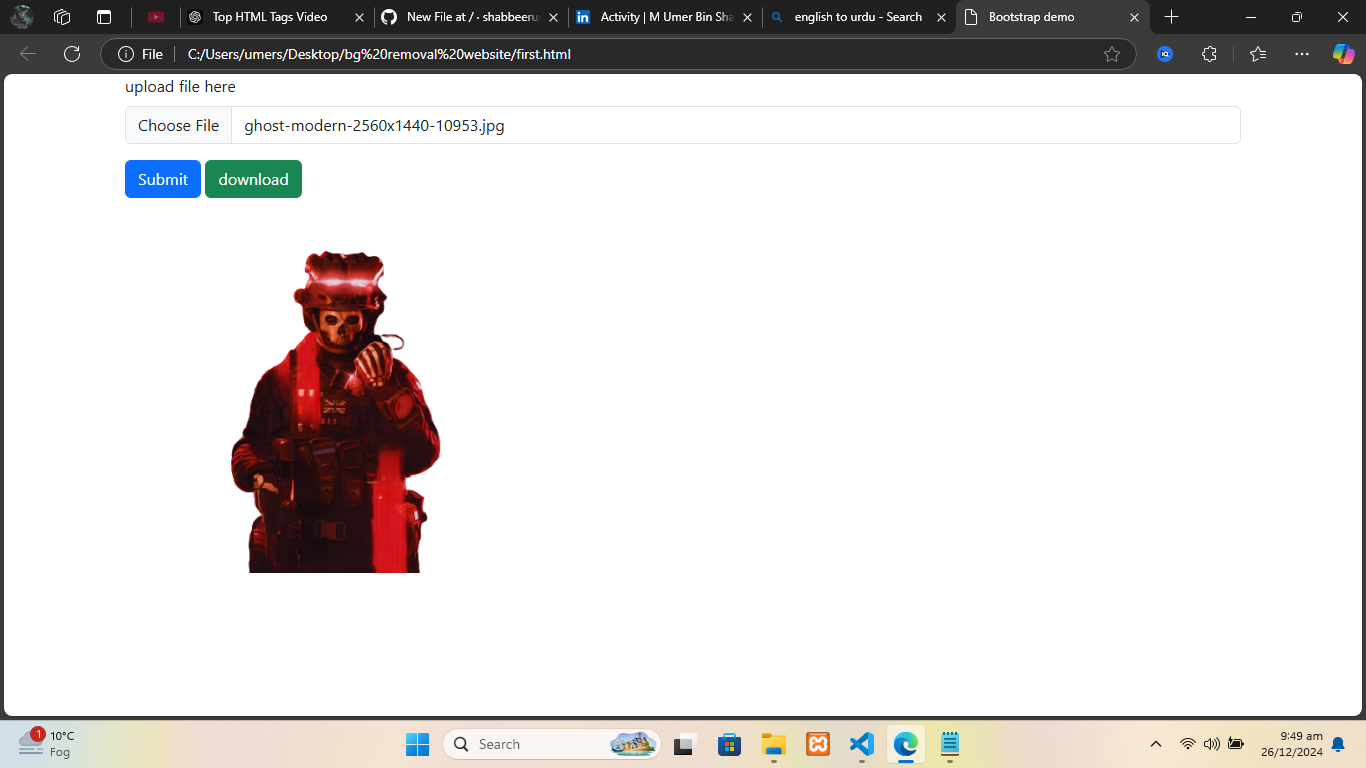 Top HTML Tags Video
New File at / · shabbeeru
Activity | M Umer Bin Sha
english to urdu - Search
Bootstrap demo
File
C:/Users/umers/Desktop/bg%20removal%20website/first.html
upload file here
Choose File
ghost-modern-2560x1440-10953.jpg
Submit
download
1
10°C
Fog
Search
9:49 am
26/12/2024